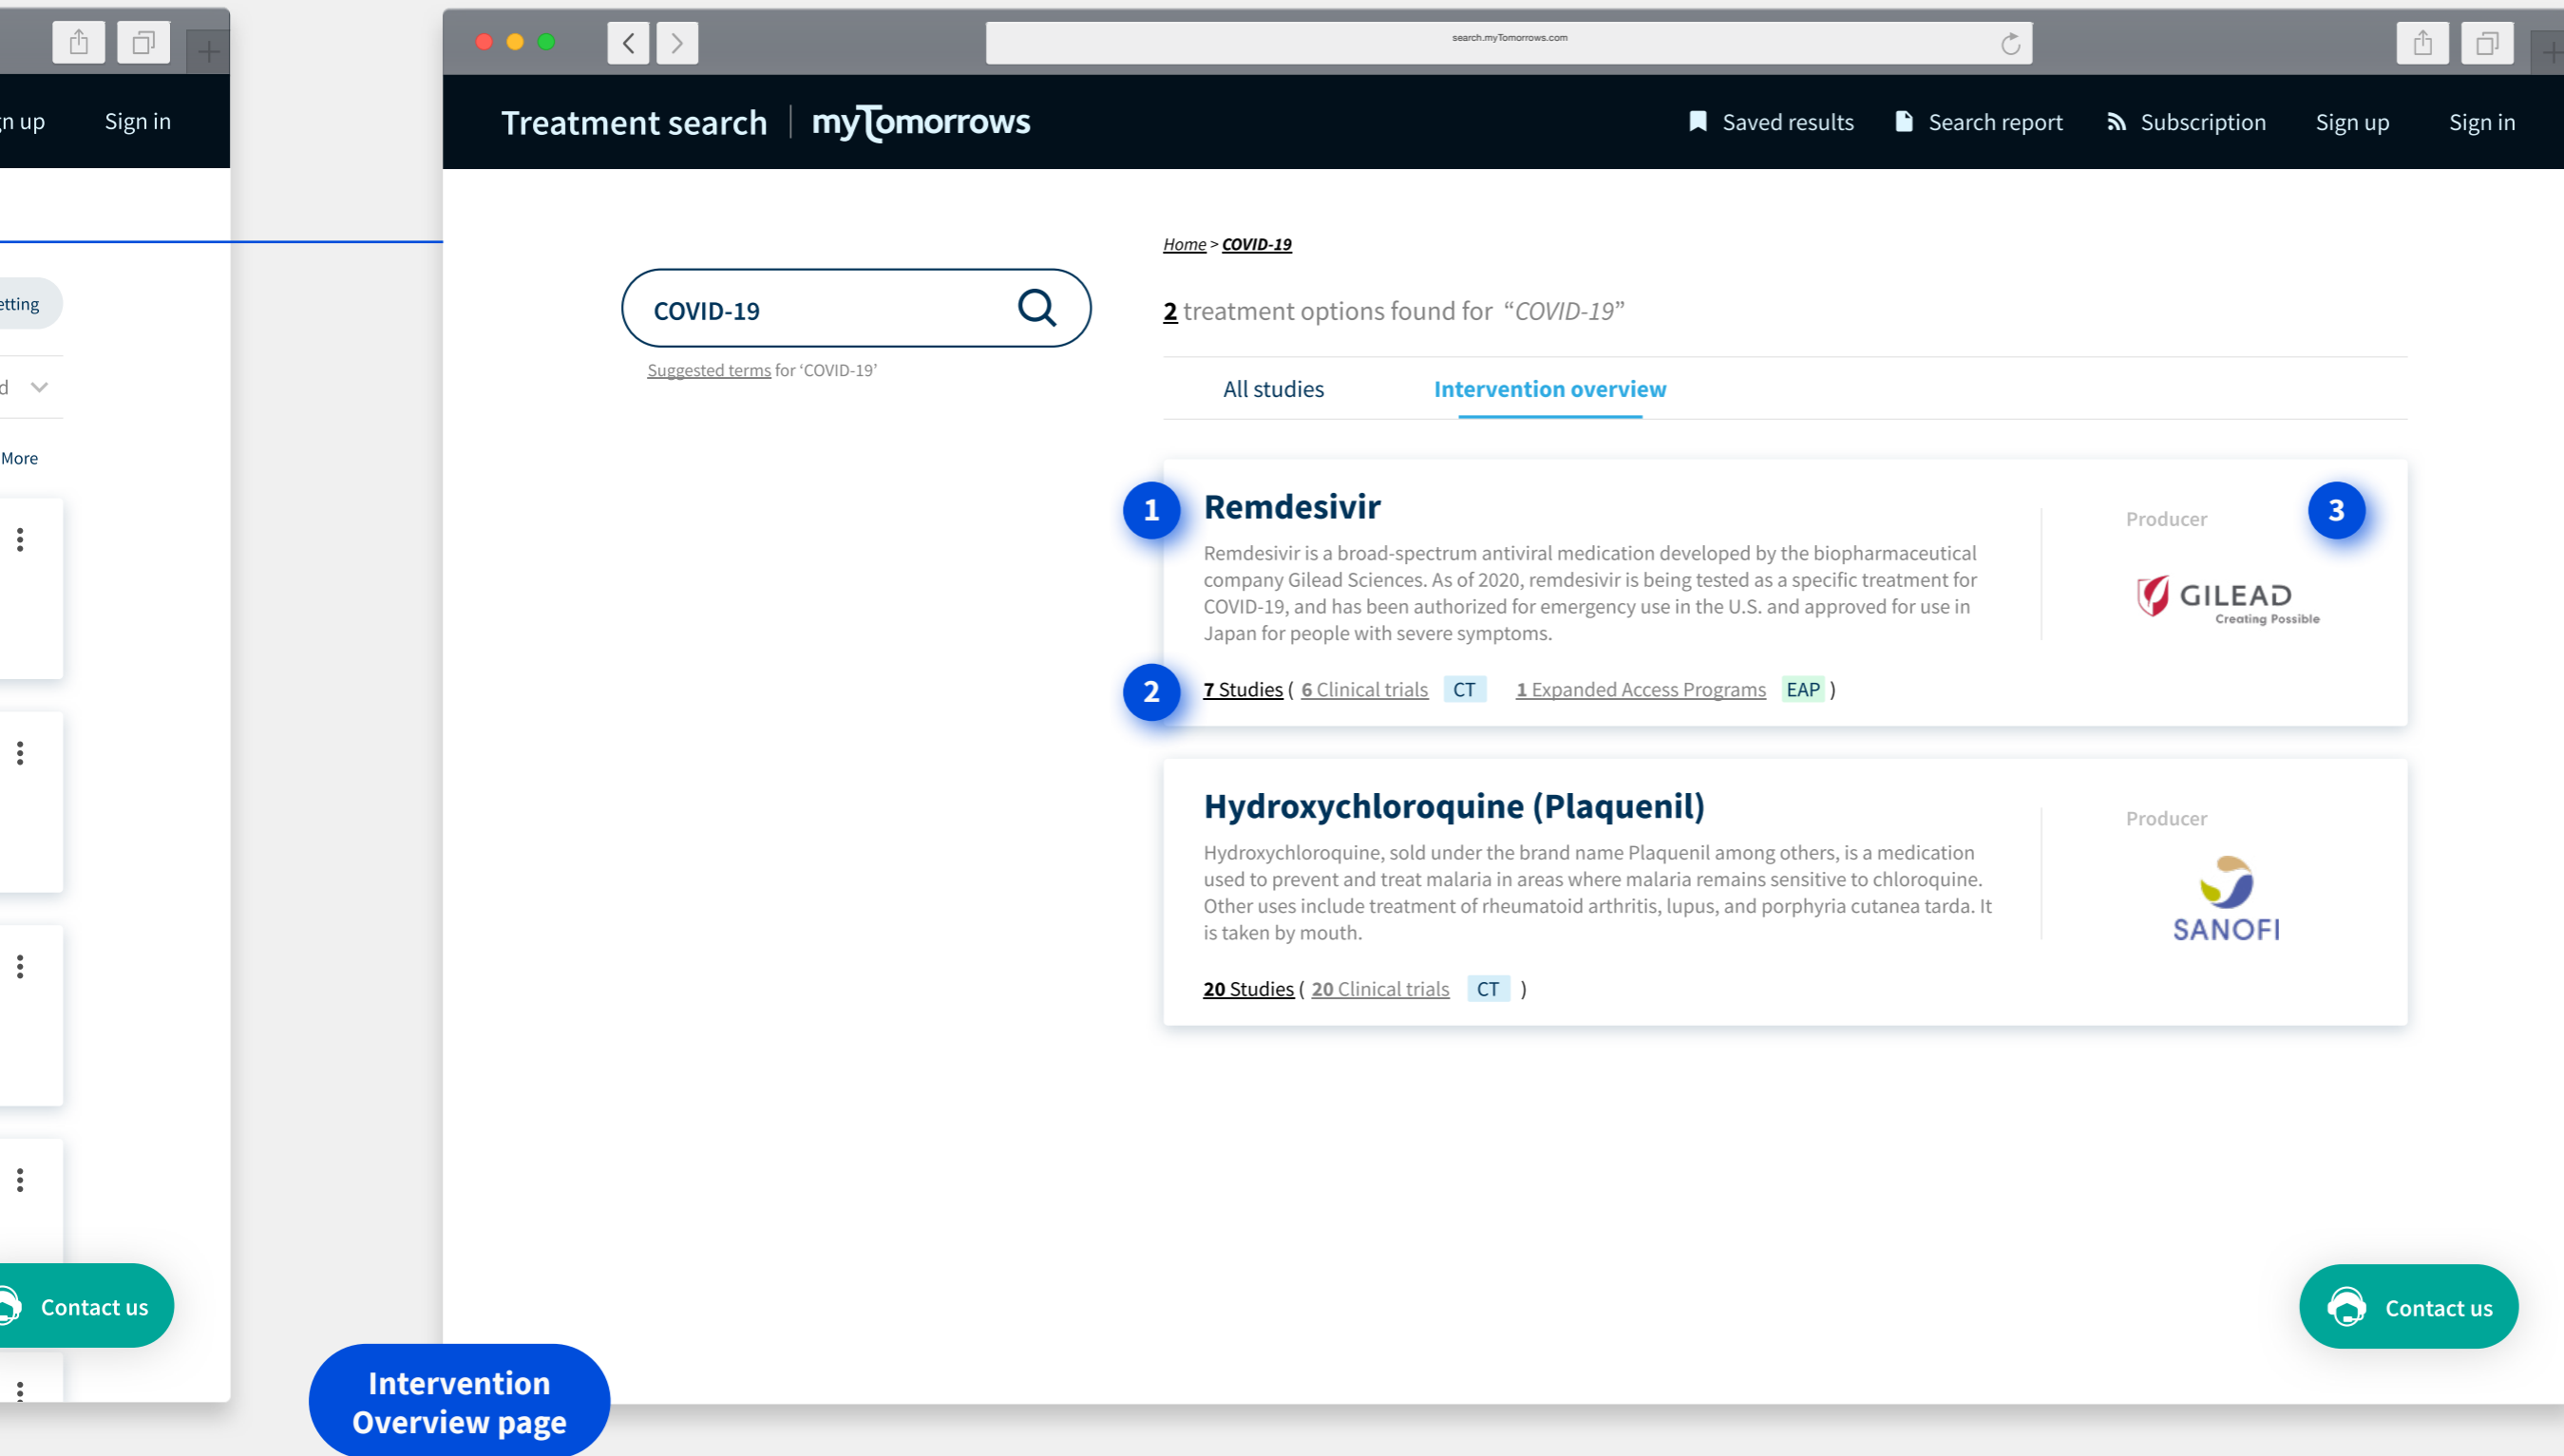 Sign in
More
Contact us
search.myTomorrows.com
Treatment search | myTomorrows
Saved results
Search report
Subscription
Sign up
Sign in
COVID-19
Suggested terms for ‘COVID-19’
Home > COVID-19
2 treatment options found for “COVID-19”
All studies
Intervention overview
1
Remdesivir
Remdesivir is a broad-spectrum antiviral medication developed by the biopharmaceutical
company Gilead Sciences. As of 2020, remdesivir is being tested as a specific treatment for
COVID-19, and has been authorized for emergency use in the U.S. and approved for use in
Japan for people with severe symptoms.
2
7 Studies ( 6 Clinical trials CT 1 Expanded Access Programs EAP )
Producer
3
GILEAD
Creating Possible
Hydroxychloroquine (Plaquenil)
Hydroxychloroquine, sold under the brand name Plaquenil among others, is a medication
used to prevent and treat malaria in areas where malaria remains sensitive to chloroquine.
Other uses include treatment of rheumatoid arthritis, lupus, and porphyria cutanea tarda. It
is taken by mouth.
20 Studies ( 20 Clinical trials CT )
Producer
SANOFI
Contact us
Intervention
Overview page